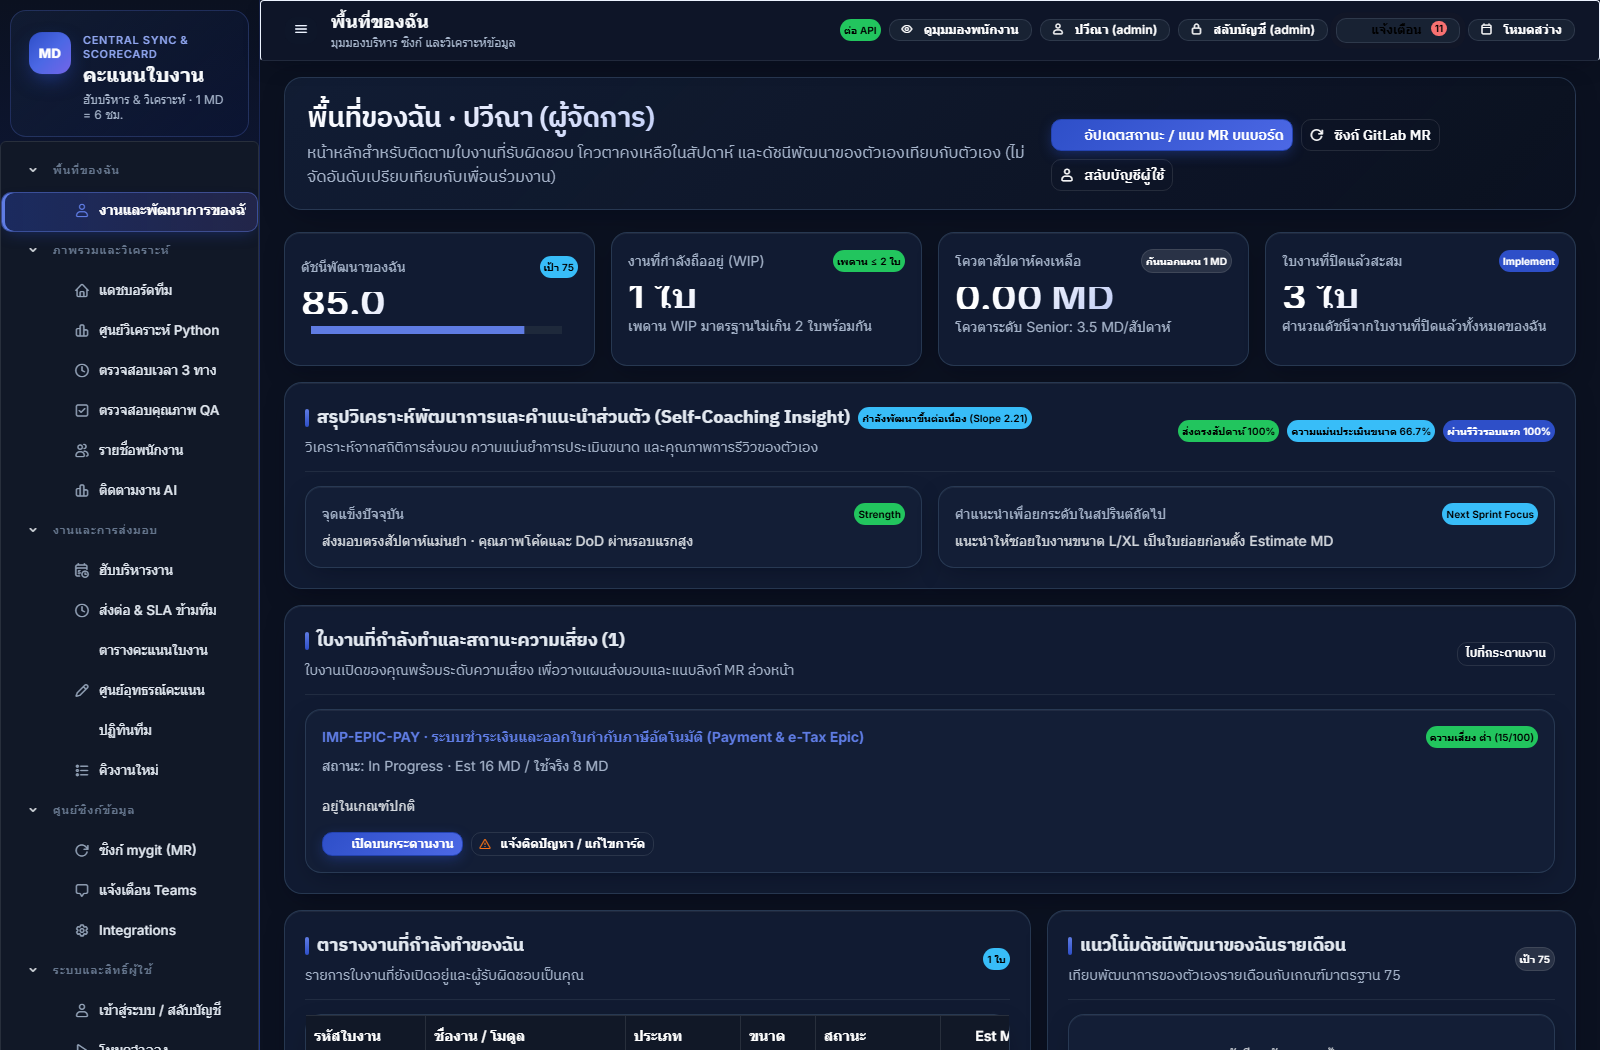 MD
CENTRAL SYNC &
SCORECARD
คะแนนใบงาน
ฮับบริหาร & วิเคราะห์ · 1 MD
= 6 ชม.
พื้นที่ของฉัน
งานและพัฒนาการของฉั
ภาพรวมและวิเคราะห์
แดชบอร์ดทีม
ศูนย์วิเคราะห์ Python
ตรวจสอบเวลา 3 ทาง
ตรวจสอบคุณภาพ QA
รายชื่อพนักงาน
ติดตามงาน AI
งานและการส่งมอบ
ฮับบริหารงาน
ส่งต่อ & SLA ข้ามทีม
ตารางคะแนนใบงาน
ศูนย์อุทธรณ์คะแนน
ปฏิทินทีม
คิวงานใหม่
ศูนย์ซิงก์ข้อมูล
ซิงก์ mygit (MR)
แจ้งเตือน Teams
Integrations
ระบบและสิทธิ์ผู้ใช้
เข้าสู่ระบบ / สลับบัญชี
โหมดจำลอง
พื้นที่ของฉัน
มุมมองบริหาร ซิงก์ และวิเคราะห์ข้อมูล
ต่อ API
ดูมุมมองพนักงาน
ปวีณา (admin)
สลับบัญชี (admin)
แจ้งเตือน 11
โหมดสว่าง
พื้นที่ของฉัน · ปวีณา (ผู้จัดการ)
หน้าหลักสำหรับติดตามใบงานที่รับผิดชอบ โควตาคงเหลือในสัปดาห์ และดัชนีพัฒนาของตัวเองเทียบกับตัวเอง (ไม่
จัดอันดับเปรียบเทียบกับเพื่อนร่วมงาน)
อัปเดตสถานะ / แนบ MR บนบอร์ด
ซิงก์ GitLab MR
สลับบัญชีผู้ใช้
ดัชนีพัฒนาของฉัน
เป้า 75
85.0
งานที่กำลังถืออยู่ (WIP)
เพดาน ≤ 2 ใบ
1 ใบ
เพดาน WIP มาตรฐานไม่เกิน 2 ใบพร้อมกัน
โควตาสัปดาห์คงเหลือ
กันนอกแผน 1 MD
0.00 MD
โควตาระดับ Senior: 3.5 MD/สัปดาห์
ใบงานที่ปิดแล้วสะสม
Implement
3 ใบ
คำนวณดัชนีจากใบงานที่ปิดแล้วทั้งหมดของฉัน
สรุปวิเคราะห์พัฒนาการและคำแนะนำส่วนตัว (Self-Coaching Insight)
กำลังพัฒนาขึ้นต่อเนื่อง (Slope 2.21)
วิเคราะห์จากสถิติการส่งมอบ ความแม่นยำการประเมินขนาด และคุณภาพการรีวิวของตัวเอง
ส่งตรงสัปดาห์ 100%
ความแม่นประเมินขนาด 66.7%
ผ่านรีวิวรอบแรก 100%
จุดแข็งปัจจุบัน
Strength
ส่งมอบตรงสัปดาห์แม่นยำ · คุณภาพโค้ดและ DoD ผ่านรอบแรกสูง
คำแนะนำเพื่อยกระดับในสปรินต์ถัดไป
Next Sprint Focus
แนะนำให้ซอยใบงานขนาด L/XL เป็นใบย่อยก่อนตั้ง Estimate MD
ใบงานที่กำลังทำและสถานะความเสี่ยง (1)
ใบงานเปิดของคุณพร้อมระดับความเสี่ยง เพื่อวางแผนส่งมอบและแนบลิงก์ MR ล่วงหน้า
ไปที่กระดานงาน
IMP-EPIC-PAY · ระบบชำระเงินและออกใบกำกับภาษีอัตโนมัติ (Payment & e-Tax Epic)
ความเสี่ยง ต่ำ (15/100)
สถานะ: In Progress · Est 16 MD / ใช้จริง 8 MD
อยู่ในเกณฑ์ปกติ
เปิดบนกระดานงาน
แจ้งติดปัญหา / แก้ไขการ์ด
ตารางงานที่กำลังทำของฉัน
รายการใบงานที่ยังเปิดอยู่และผู้รับผิดชอบเป็นคุณ
1 ใบ
รหัสใบงาน
ชื่องาน / โมดูล
ประเภท
ขนาด
สถานะ
Est M
แนวโน้มดัชนีพัฒนาของฉันรายเดือน
เทียบพัฒนาการของตัวเองรายเดือนกับเกณฑ์มาตรฐาน 75
เป้า 75